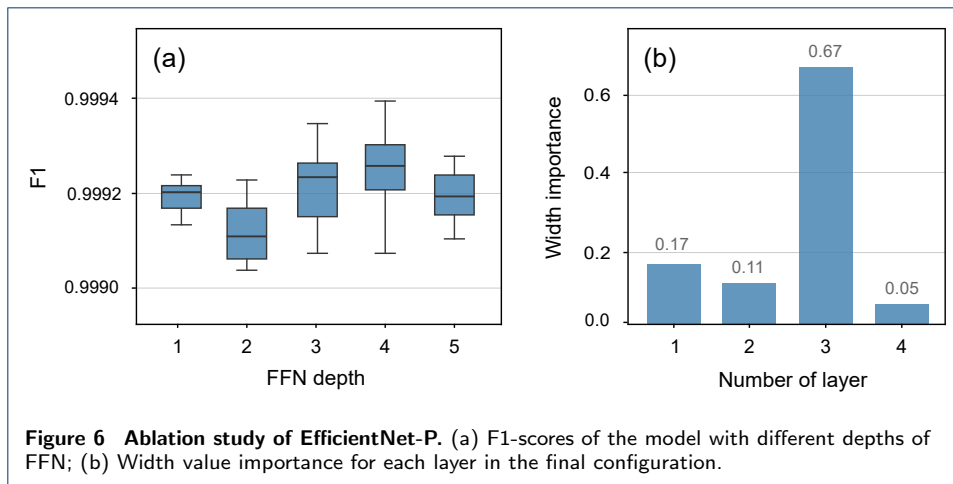 (a)
F1
0.9994
0.9992
0.9990
1 2 3 4 5
FFN depth
(b)
Width importance
0.6
0.4
0.2
0.0
0.17
0.11
0.67
0.05
1 2 3 4
Number of layer
Figure 6 Ablation study of EfficientNet-P. (a) F1-scores of the model with different depths of
FFN; (b) Width value importance for each layer in the final configuration.